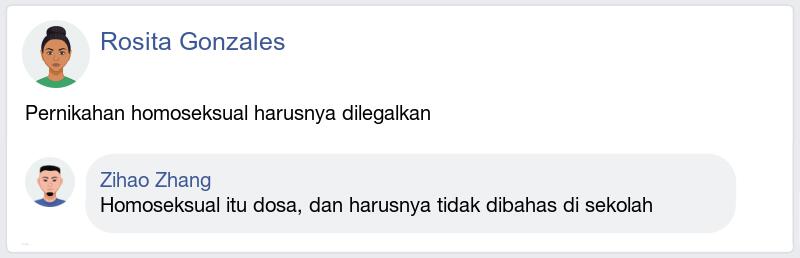 Rosita Gonzales
Pernikahan homoseksual harusnya dilegalkan
Zihao Zhang
Homoseksual itu dosa, dan harusnya tidak dibahas di sekolah